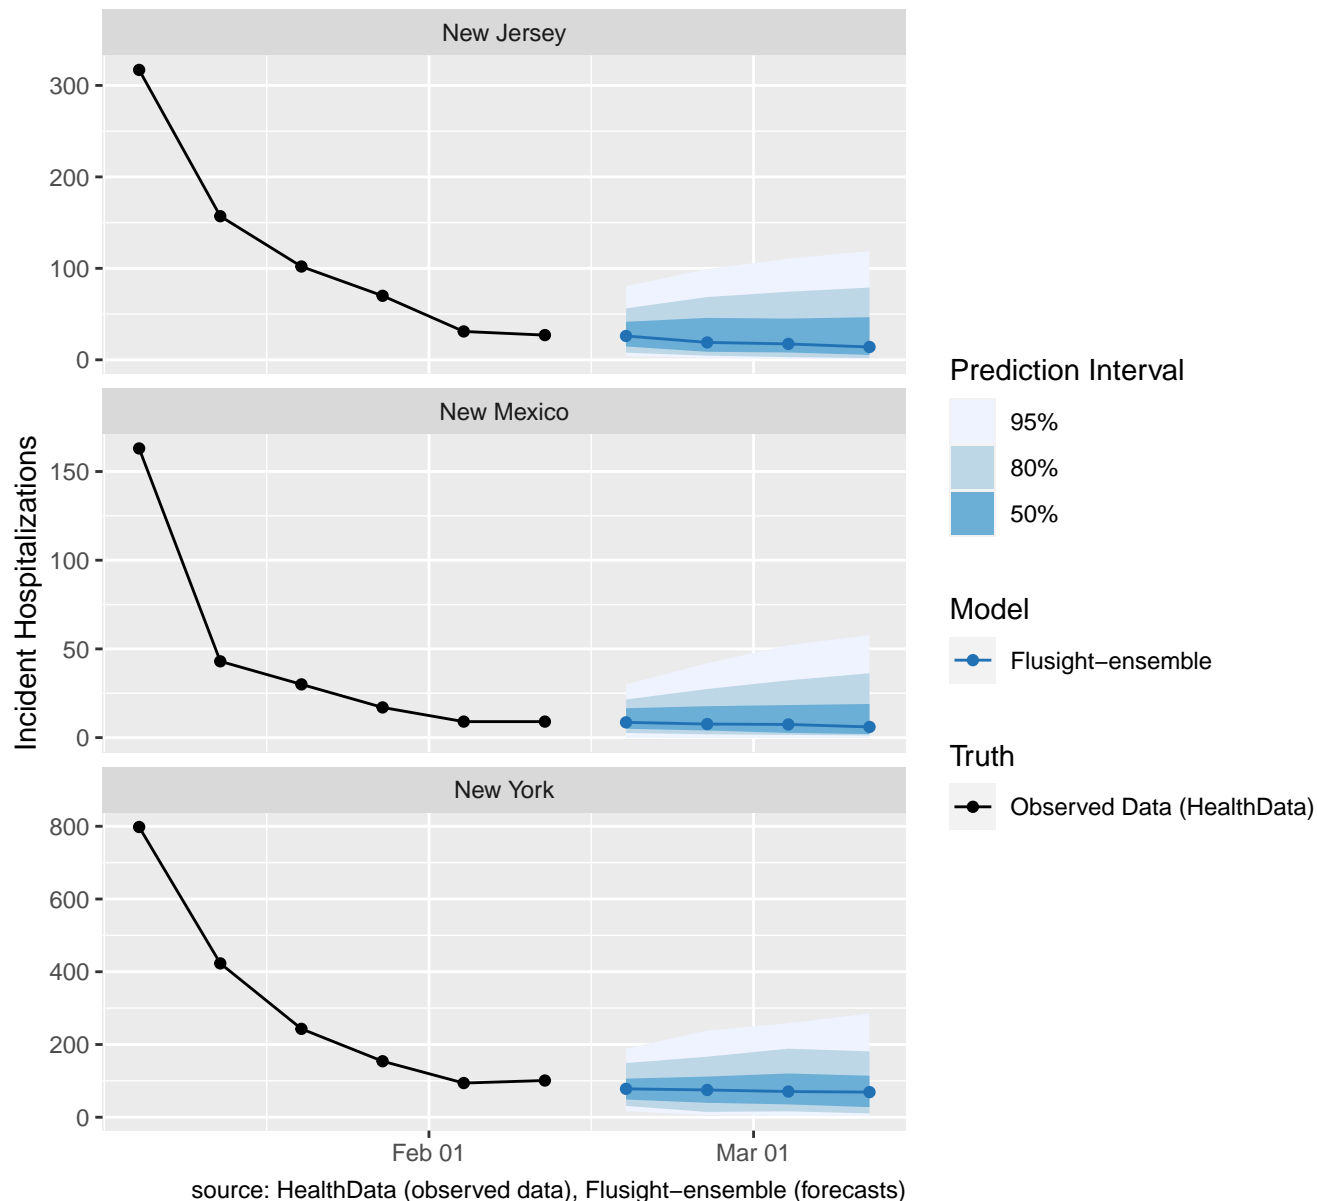 New Jersey
300
200
100
0
New Mexico
150
100
50
0
New York
800
600
400
200
0
Feb 01
Mar 01
Incident Hospitalizations
source: HealthData (observed data), Flusight−ensemble (forecasts)
Prediction Interval
95%
80%
50%
Model
Flusight−ensemble
Truth
Observed Data (HealthData)